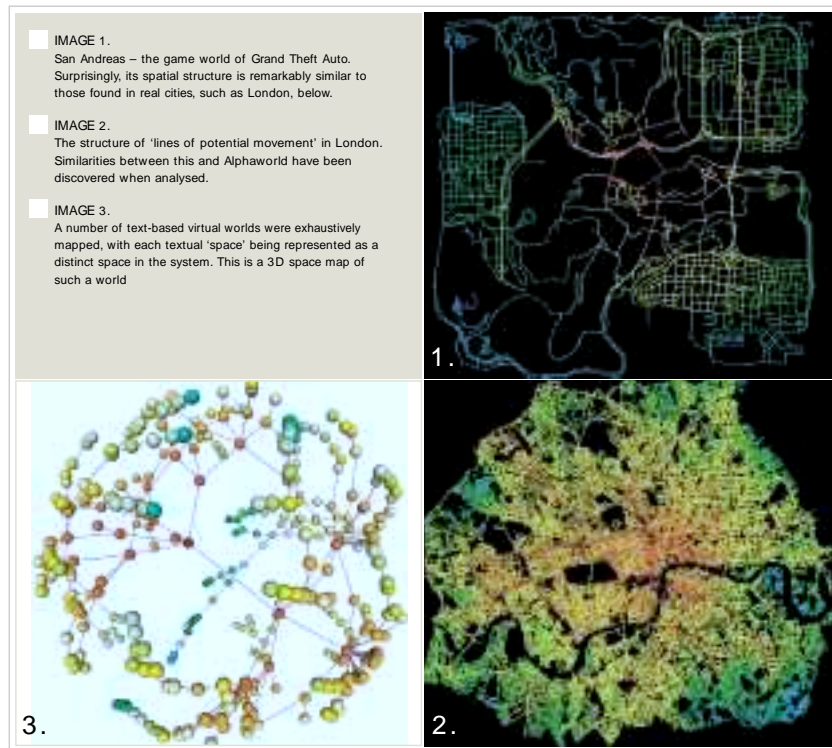 IMAGE 1.
San Andreas – the game world of Grand Theft Auto.
Surprisingly, its spatial structure is remarkably similar to
those found in real cities, such as London, below.
IMAGE 2.
The structure of ‘lines of potential movement’ in London.
Similarities between this and Alphaworld have been
discovered when analysed.
IMAGE 3.
A number of text-based virtual worlds were exhaustively
mapped, with each textual ‘space’ being represented as a
distinct space in the system. This is a 3D space map of
such a world
1.
3.
2.